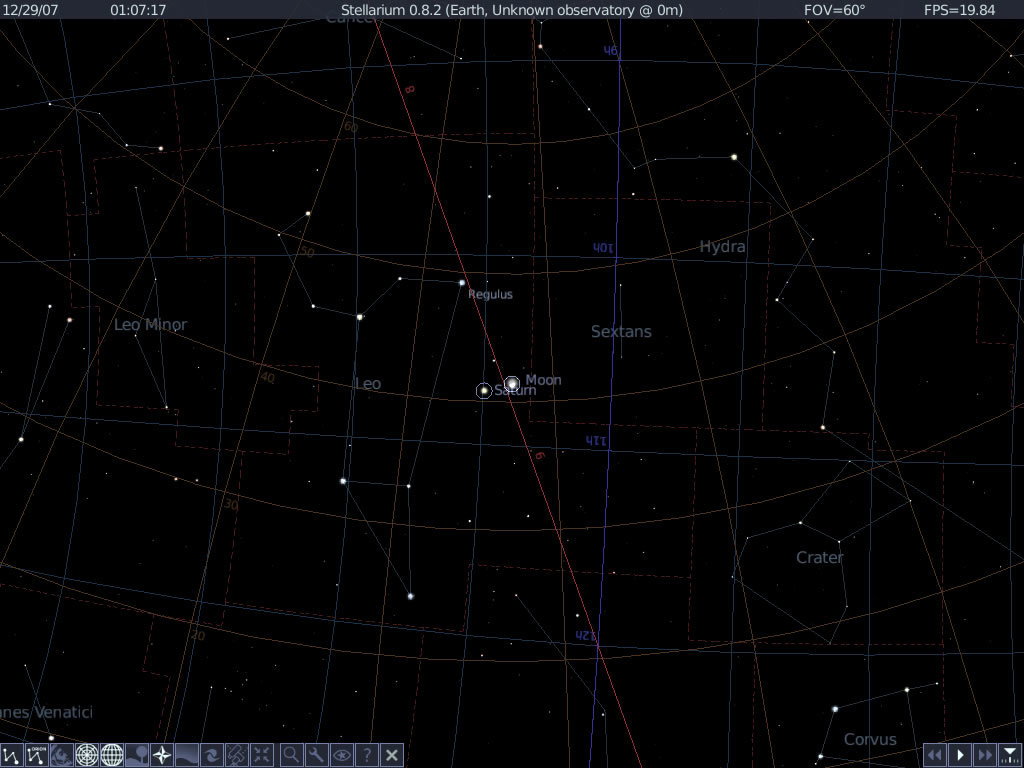 12/29/07 01:07:17 Stellarium 0.8.2 (Earth, Unknown observatory @ 0m) FOV=60° FPS=19.84
Cancer
9h
8
60
50
10h
Hydra
Regulus
Leo Minor
Sextans
40
Leo
Moon
Saturn
11h
9
30
Crater
20
12h
anes Venatici
Corvus
ORION
?